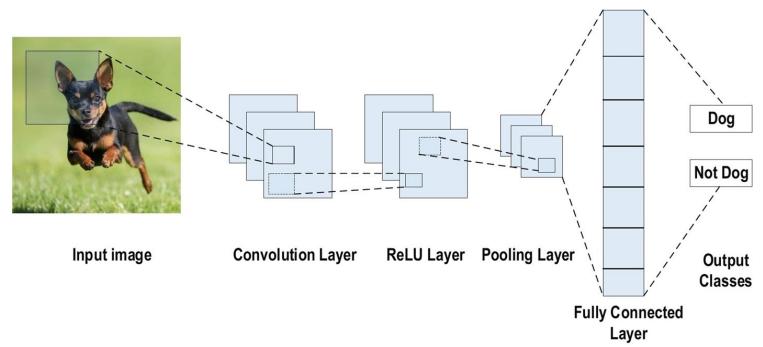 Dog
Not Dog
Input image
Convolution Layer
ReLU Layer
Pooling Layer
Output
Classes
Fully Connected
Layer